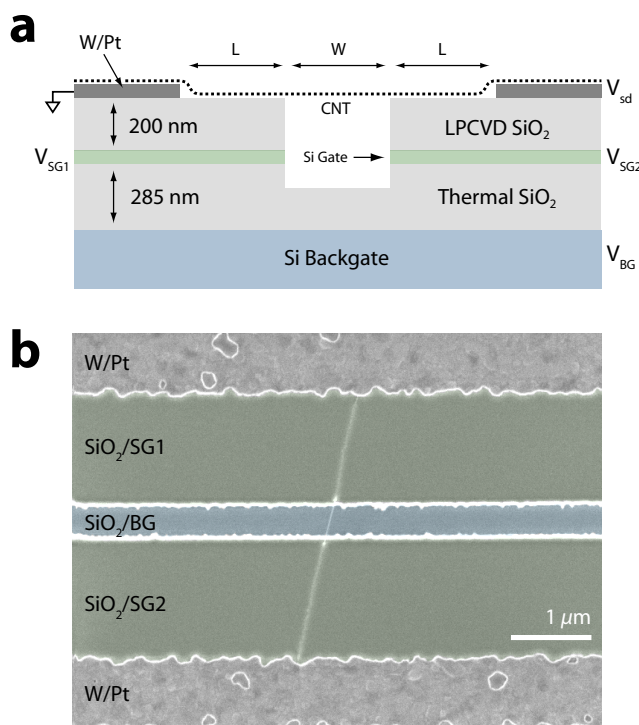 a
W/Pt
L W L
CNT
V_sd
200 nm
LPCVD SiO₂
V_SG1
Si Gate
V_SG2
285 nm
Thermal SiO₂
Si Backgate
V_BG
b
W/Pt
SiO₂/SG1
SiO₂/BG
SiO₂/SG2
1 μm
W/Pt